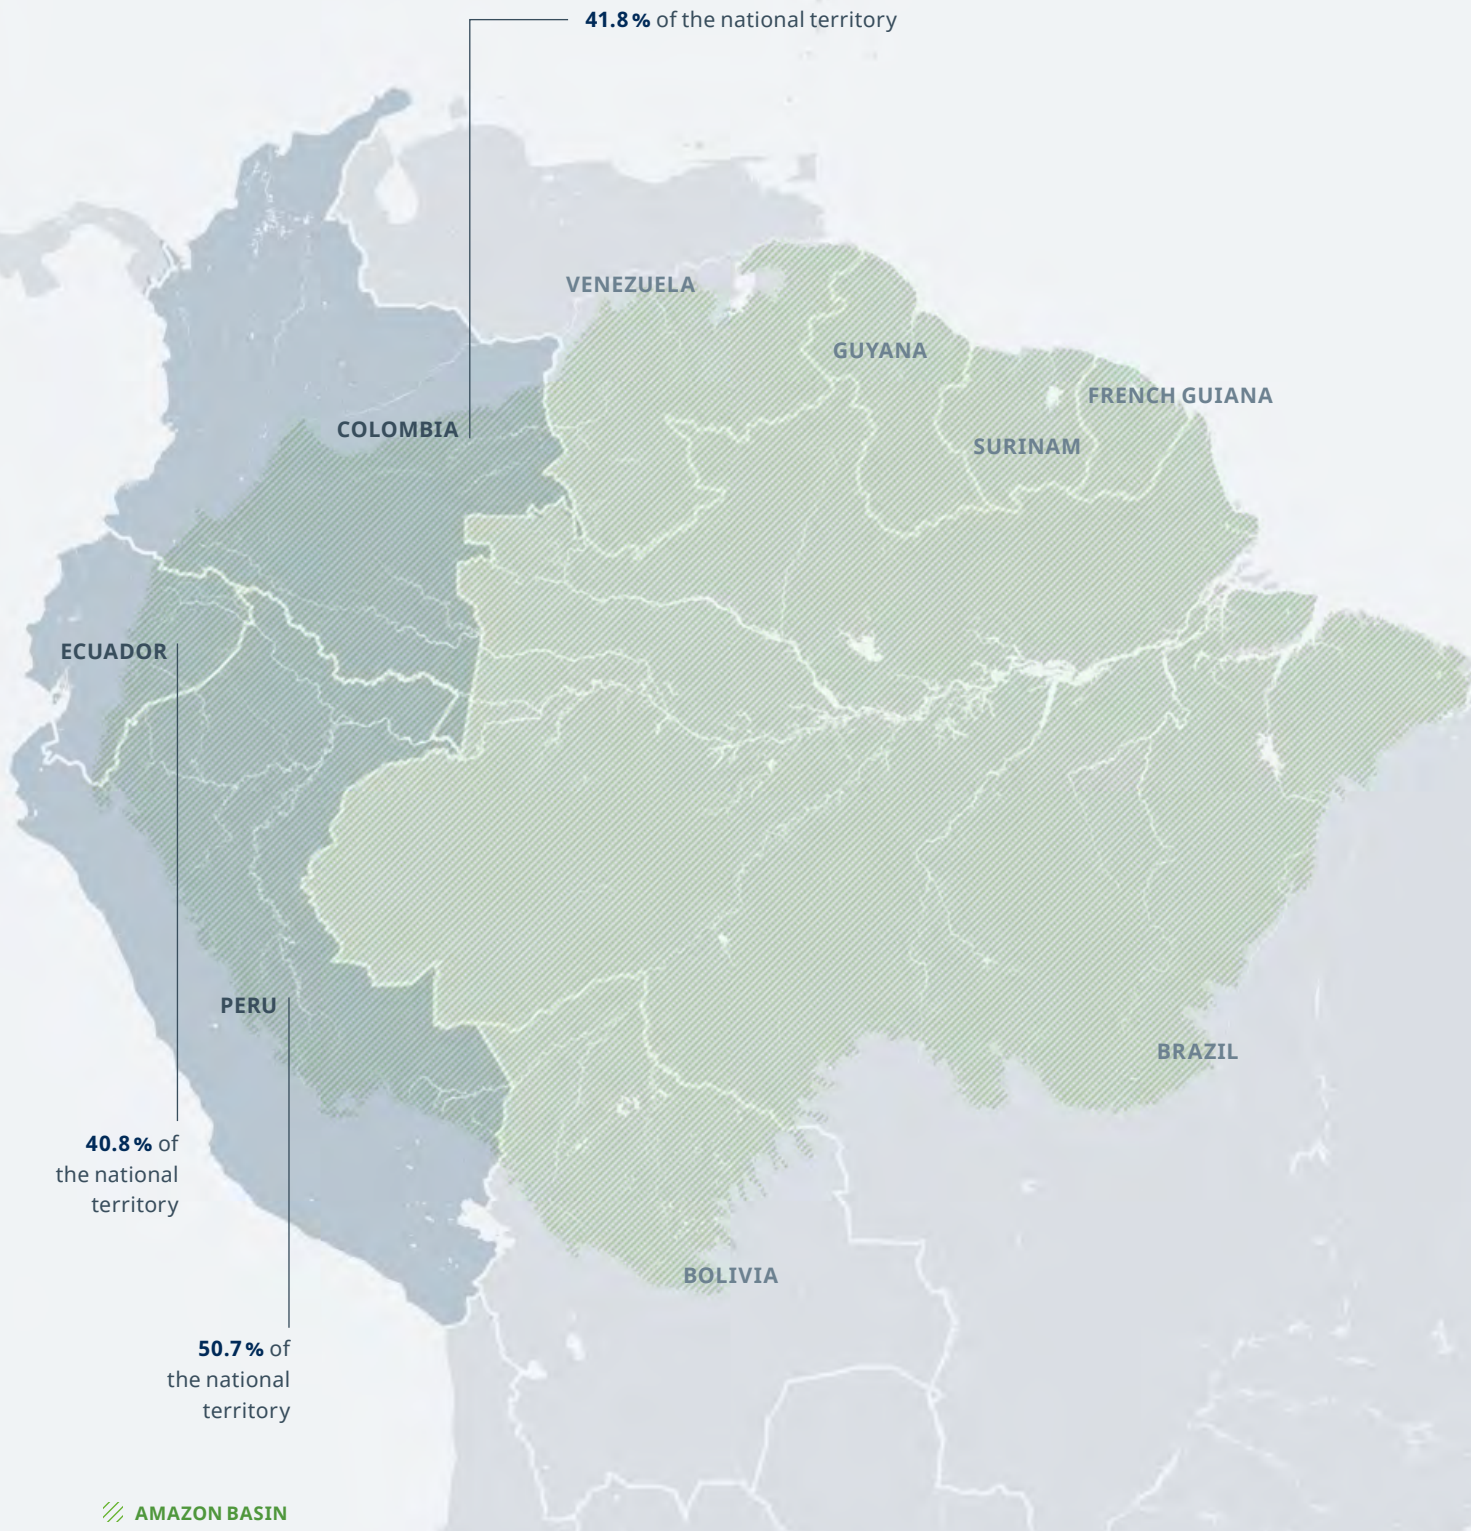 41.8% of the national territory
VENEZUELA
GUYANA
FRENCH GUIANA
COLOMBIA
SURINAM
ECUADOR
PERU
BRAZIL
40.8% of
the national
territory
BOLIVIA
50.7% of
the national
territory
AMAZON BASIN